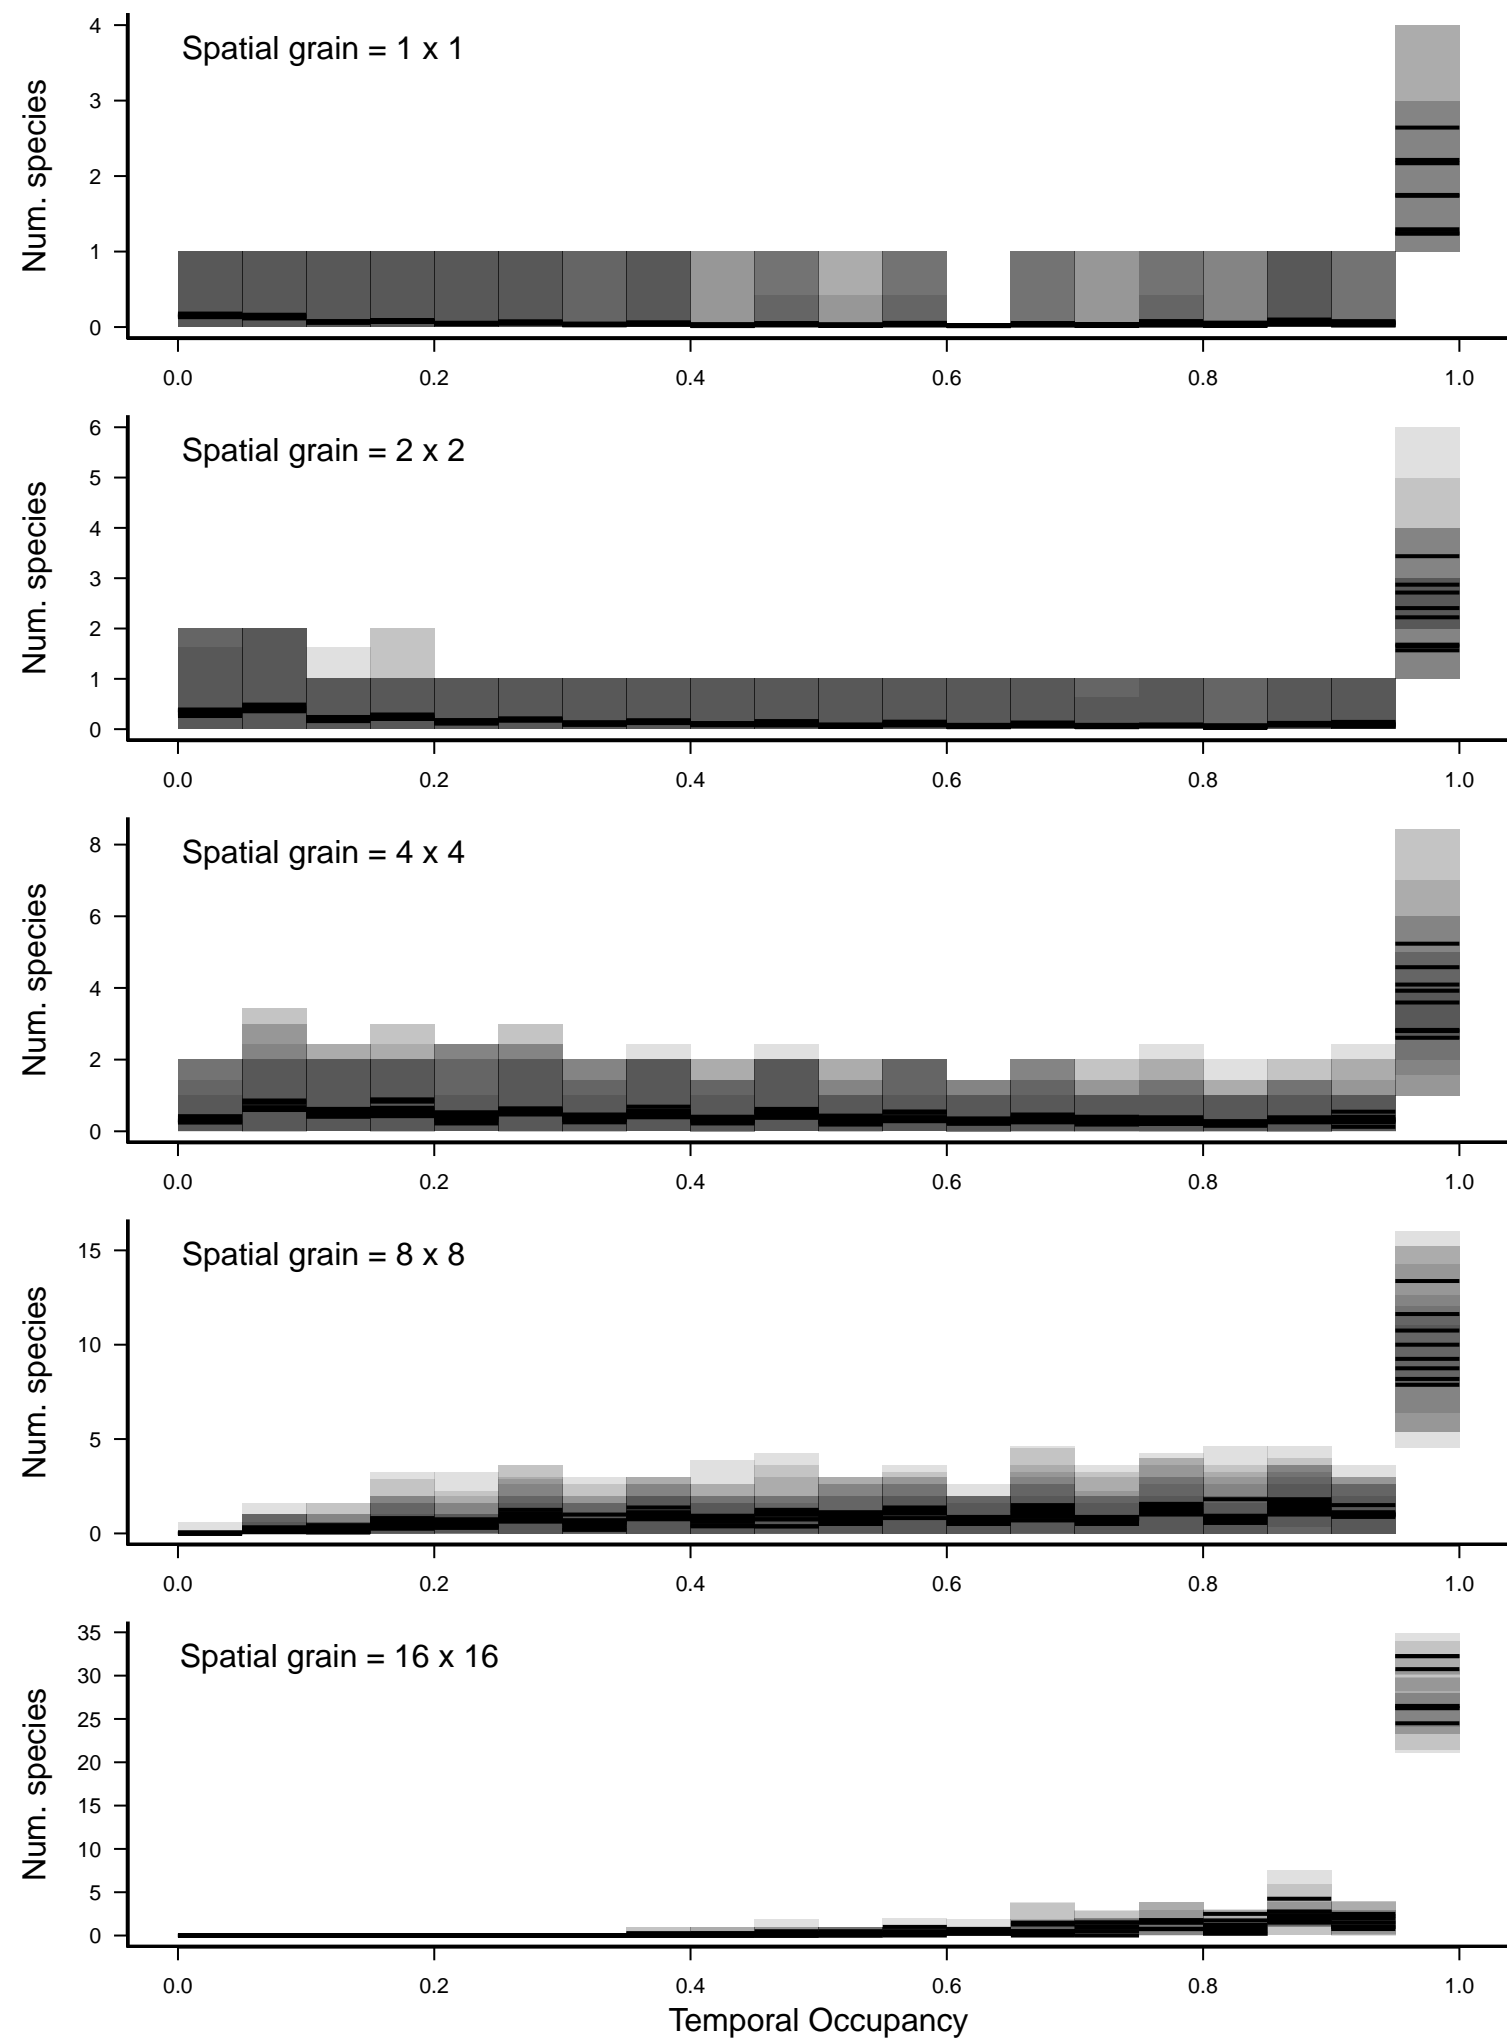 Spatial grain = 1 x 1
Num. species
4
3
2
1
0
0.0 0.2 0.4 0.6 0.8 1.0
Spatial grain = 2 x 2
Num. species
6
5
4
3
2
1
0
0.0 0.2 0.4 0.6 0.8 1.0
Spatial grain = 4 x 4
Num. species
8
6
4
2
0
0.0 0.2 0.4 0.6 0.8 1.0
Spatial grain = 8 x 8
Num. species
15
10
5
0
0.0 0.2 0.4 0.6 0.8 1.0
Spatial grain = 16 x 16
Num. species
35
30
25
20
15
10
5
0
0.0 0.2 0.4 0.6 0.8 1.0
Temporal Occupancy